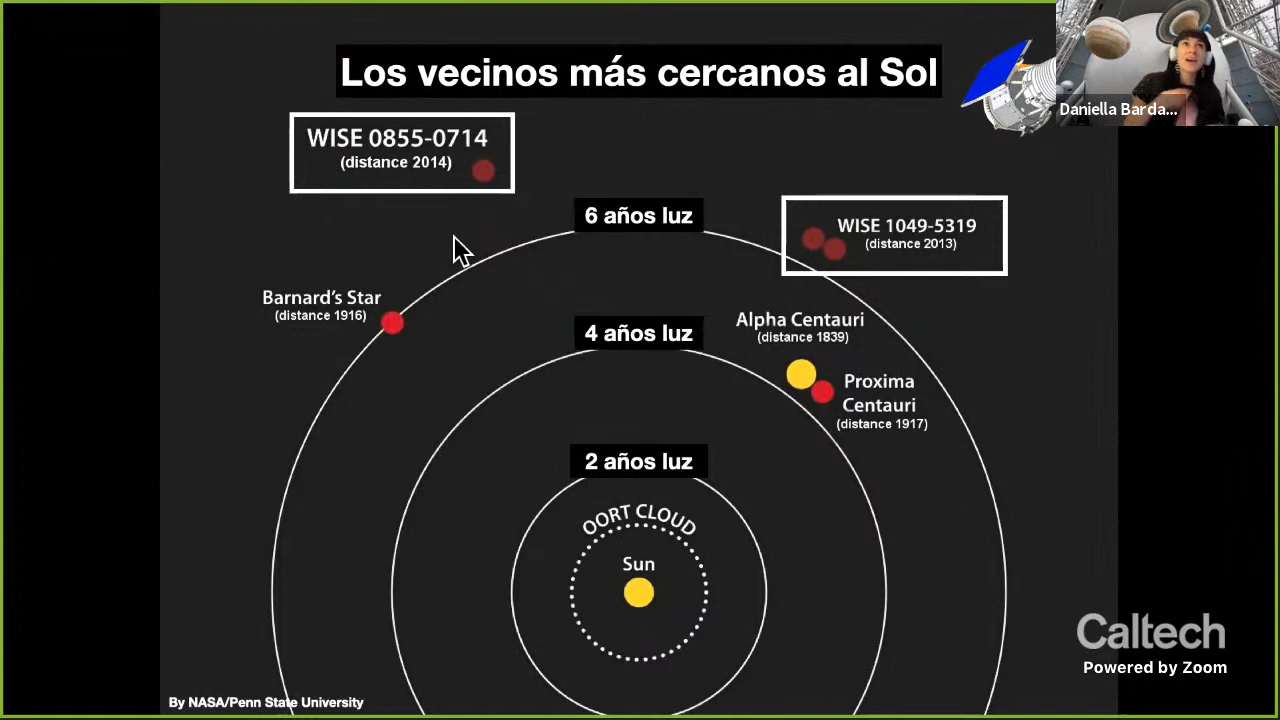 Los vecinos más cercanos al Sol
Daniella Barda...
WISE 0855-0714
(distance 2014)
6 años luz
WISE 1049-5319
(distance 2013)
Barnard's Star
(distance 1916)
4 años luz
Alpha Centauri
(distance 1839)
Proxima
Centauri
(distance 1917)
2 años luz
OORT CLOUD
Sun
Caltech
Powered by Zoom
By NASA/Penn State University